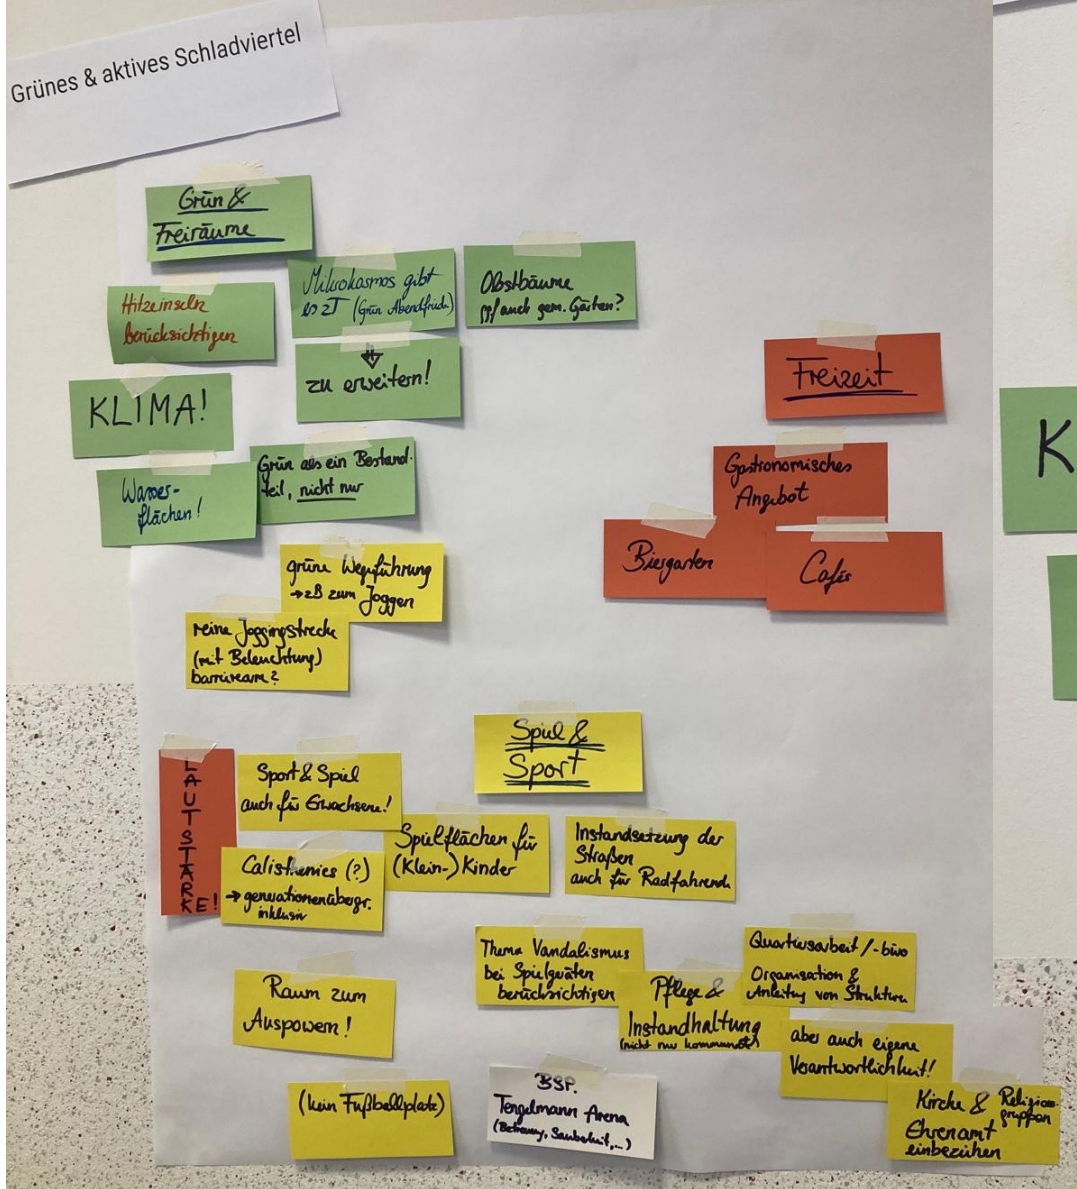 Grünes & aktives Schladviertel
Grün &
Freiräume
Hitzeinseln
berücksichtigen
Mikrokosmos gibt
es zT (Grün Abendfrieds)
Obstbäume
ggf/auch gem. Gärten?
zu erweitern!
KLIMA!
Wasser-
flächen!
Grün als ein Bestand-
teil, nicht nur
grüne Wegführung
→ zB zum Joggen
reine Joggingstrecke
(mit Beleuchtung)
barrierearm?
Freizeit
Gastronomisches
Angebot
Biergarten
Cafés
Spiel &
Sport
LAUTSTÄRKE!
Sport & Spiel
auch für Erwachsene!
Calisthenics (?)
→ generationenübergr.
inklusiv
Spielflächen für
(Klein-) Kinder
Instandsetzung der
Straßen
auch für Radfahrende
Raum zum
Auspowern!
(kein Fußballplatz)
Thema Vandalismus
bei Spielgeräten
berücksichtigen
Pflege &
Instandhaltung
(nicht nur kommunal)
Quartiersarbeit/-büro
Organisation &
Anleitung von Strukturen
aber auch eigene
Verantwortlichkeit!
Kirche & Religions-
gruppen
Ehrenamt
einbeziehen
BSP.
Tengelmann Arena
(Betreuung, Sauberkeit,...)
K